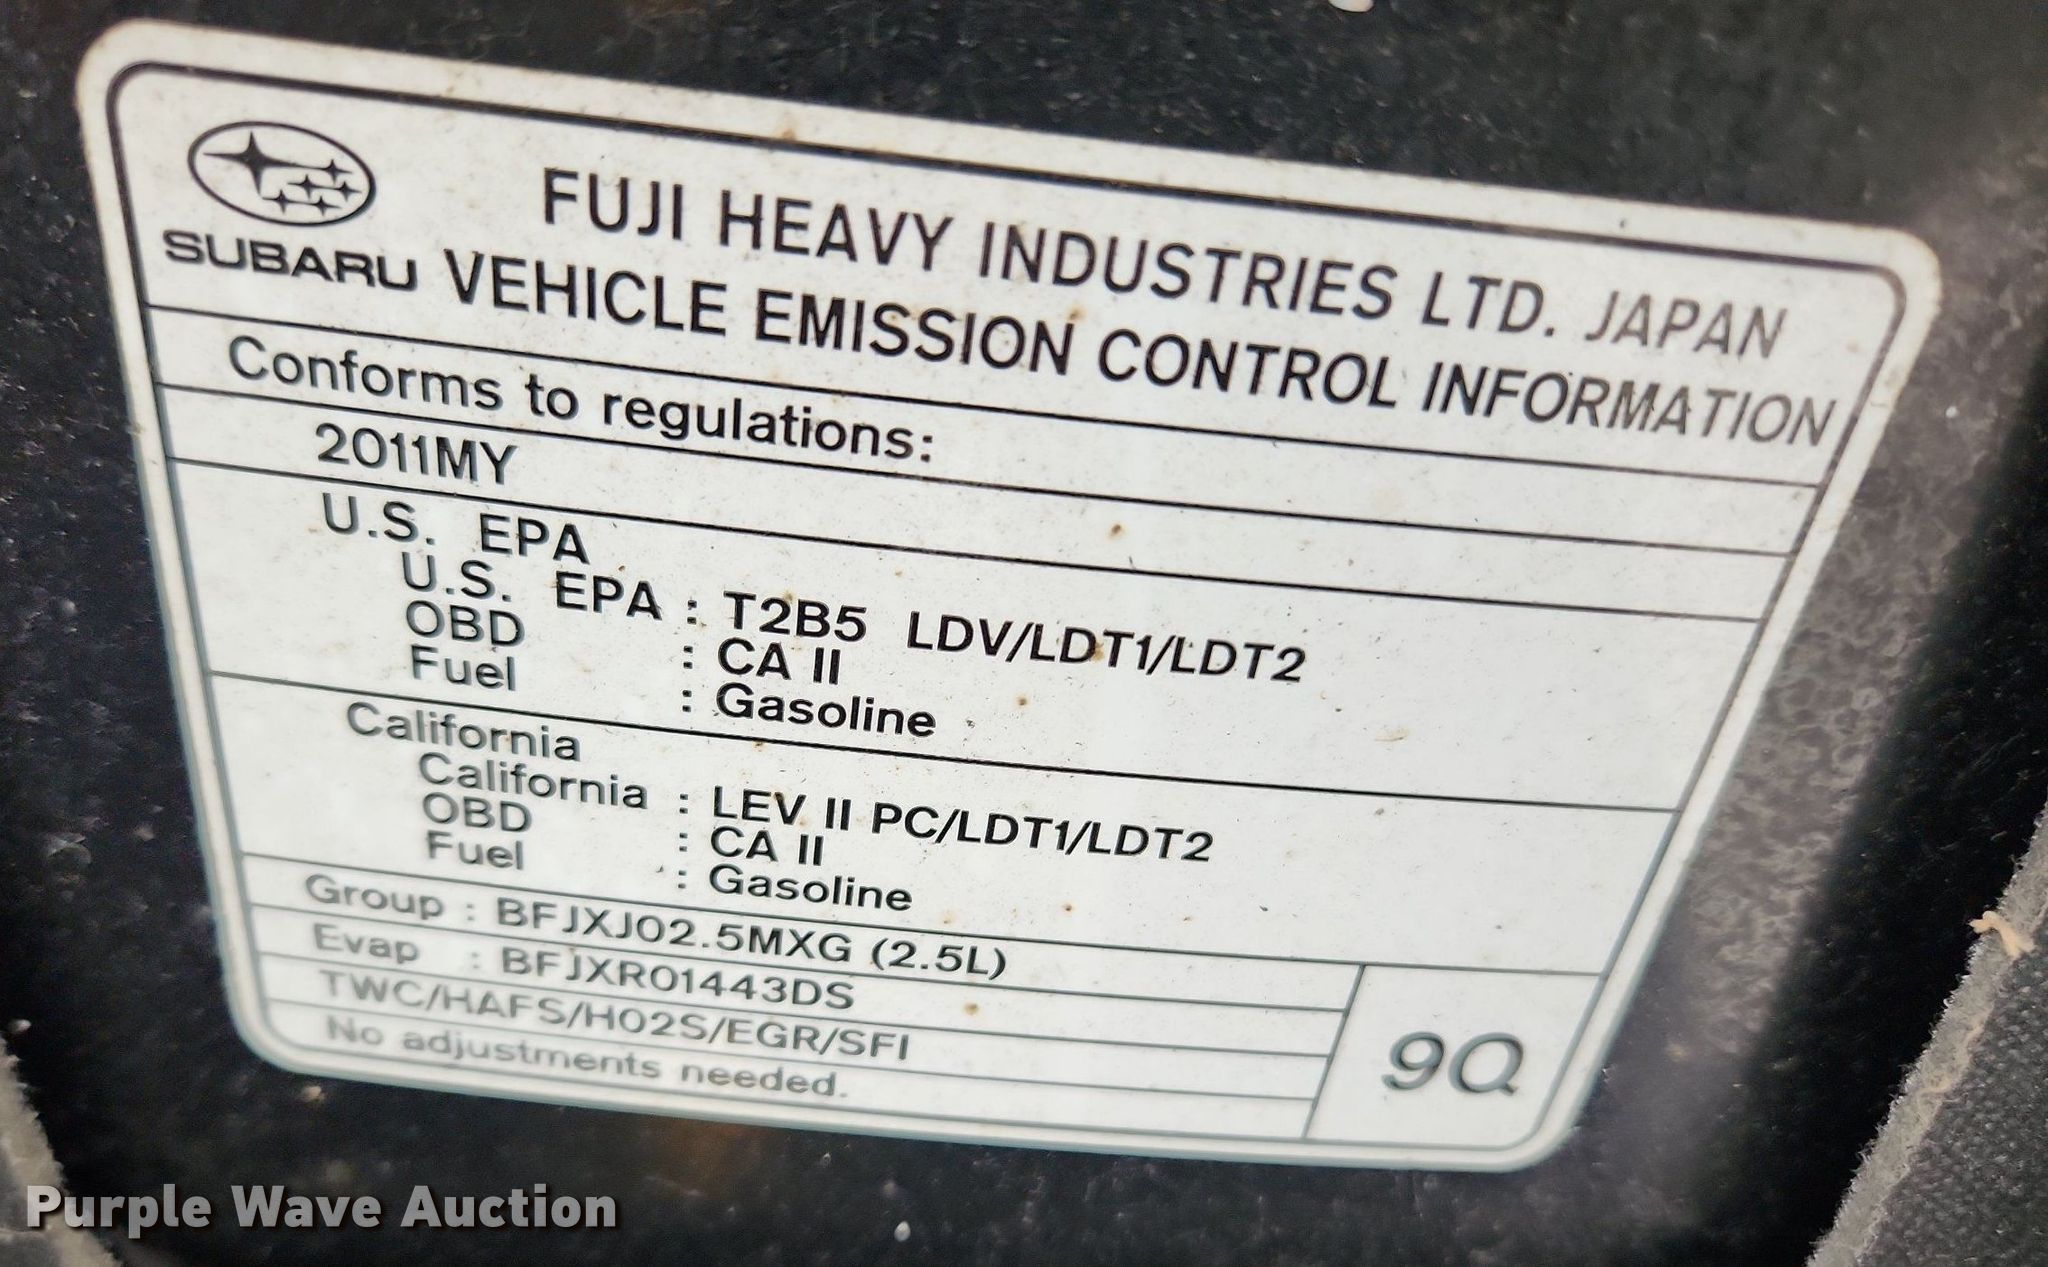 FUJI HEAVY INDUSTRIES LTD. JAPAN
SUBARU VEHICLE EMISSION CONTROL INFORMATION
Conforms to regulations:
2011MY
U.S. EPA
U.S. EPA : T2B5 LDV/LDT1/LDT2
OBD : CA II
Fuel : Gasoline
California
California : LEV II PC/LDT1/LDT2
OBD : CA II
Fuel : Gasoline
Group : BFJXJ02.5MXG (2.5L)
Evap : BFJXR01443DS
TWC/HAFS/HO2S/EGR/SFI
No adjustments needed.
9Q
Purple Wave Auction